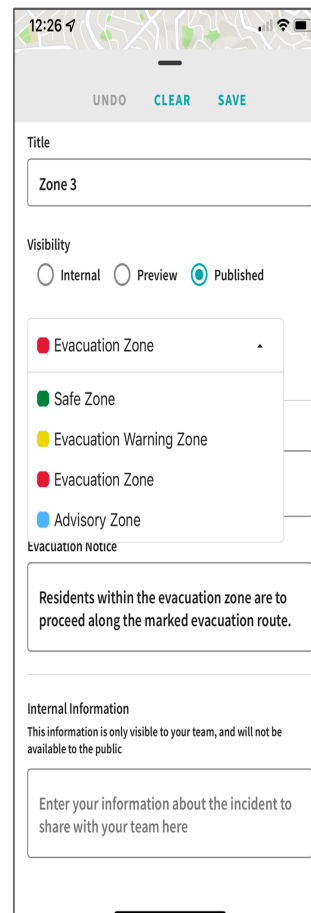 12:26
UNDO CLEAR SAVE
Title
Zone 3
Visibility
Internal Preview Published
Evacuation Zone
Safe Zone
Evacuation Warning Zone
Evacuation Zone
Advisory Zone
Evacuation Notice
Residents within the evacuation zone are to
proceed along the marked evacuation route.
Internal Information
This information is only visible to your team, and will not be
available to the public
Enter your information about the incident to
share with your team here